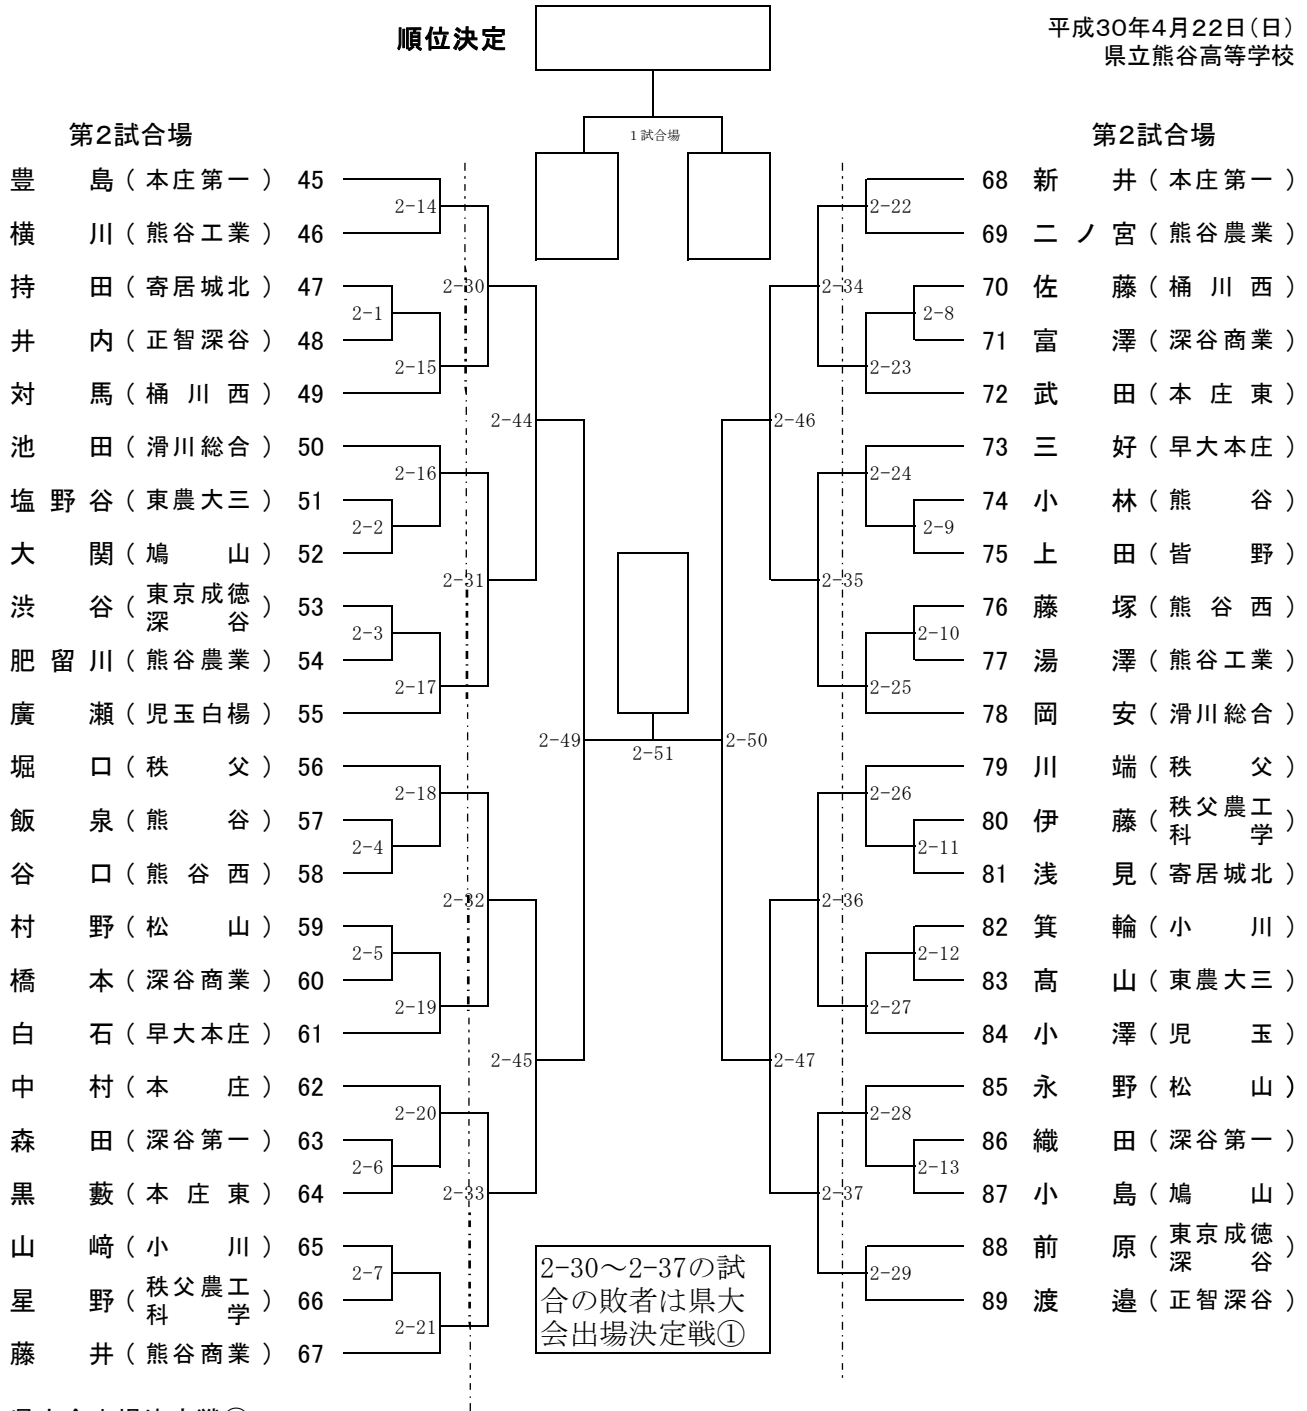 順位決定
平成30年4月22日（日）
県立熊谷高等学校
1試合場
第2試合場
豊島（本庄第一）45
2-14
横川（熊谷工業）46
持田（寄居城北）47
2-30
2-1
井内（正智深谷）48
2-15
対馬（桶川西）49
2-44
池田（滑川総合）50
2-16
塩野谷（東農大三）51
2-2
大関（鳩山）52
2-31
渋谷（東京成徳深谷）53
2-3
肥留川（熊谷農業）54
2-17
廣瀬（児玉白楊）55
2-49
堀口（秩父）56
2-18
飯泉（熊谷）57
2-4
谷口（熊谷西）58
2-32
村野（松山）59
2-5
橋本（深谷商業）60
2-19
白石（早大本庄）61
2-45
中村（本庄）62
2-20
森田（深谷第一）63
2-6
黒藪（本庄東）64
2-33
山﨑（小川）65
2-7
星野（秩父農工科学）66
2-21
藤井（熊谷商業）67
2-51
第2試合場
68 新井（本庄第一）
2-22
69 二ノ宮（熊谷農業）
70 佐藤（桶川西）
2-34
2-8
71 富澤（深谷商業）
2-23
72 武田（本庄東）
2-46
73 三好（早大本庄）
2-24
74 小林（熊谷）
2-9
75 上田（皆野）
2-35
76 藤塚（熊谷西）
2-10
77 湯澤（熊谷工業）
2-25
78 岡安（滑川総合）
2-50
79 川端（秩父）
2-26
80 伊藤（秩父農工科学）
2-11
81 浅見（寄居城北）
2-36
82 箕輪（小川）
2-12
83 髙山（東農大三）
2-27
84 小澤（児玉）
2-47
85 永野（松山）
2-28
86 織田（深谷第一）
2-13
87 小島（鳩山）
2-37
88 前原（東京成徳深谷）
2-29
89 渡邉（正智深谷）
2-30～2-37の試
合の敗者は県大
会出場決定戦①